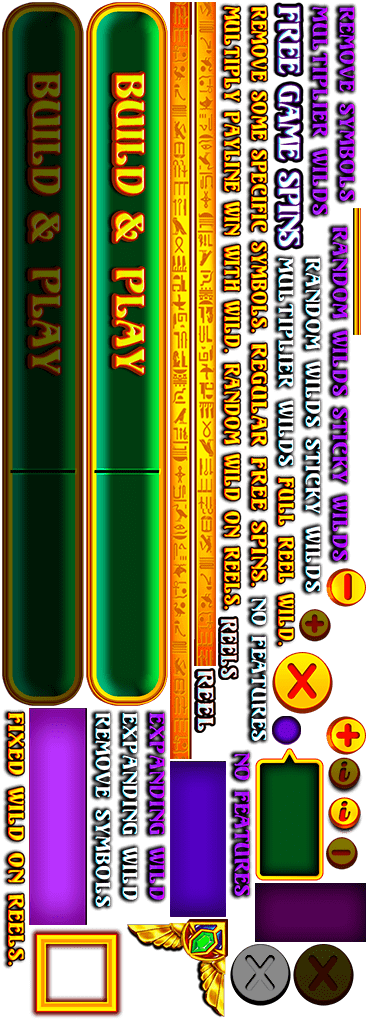 BUILD & PLAY
BUILD & PLAY
REMOVE SYMBOLS
MULTIPLIER WILDS
FREE GAME SPINS
REMOVE SOME SPECIFIC SYMBOLS. REGULAR FREE SPINS.
MULTIPLY PAYLINE WIN WITH WILD. RANDOM WILD ON REELS.
RANDOM WILDS STICKY WILDS
RANDOM WILDS STICKY WILDS
MULTIPLIER WILDS FULL REEL WILD.
NO FEATURES
REELS
REEL
EXPANDING WILD
EXPANDING WILD
REMOVE SYMBOLS
NO FEATURES
FIXED WILD ON REELS.
i
i